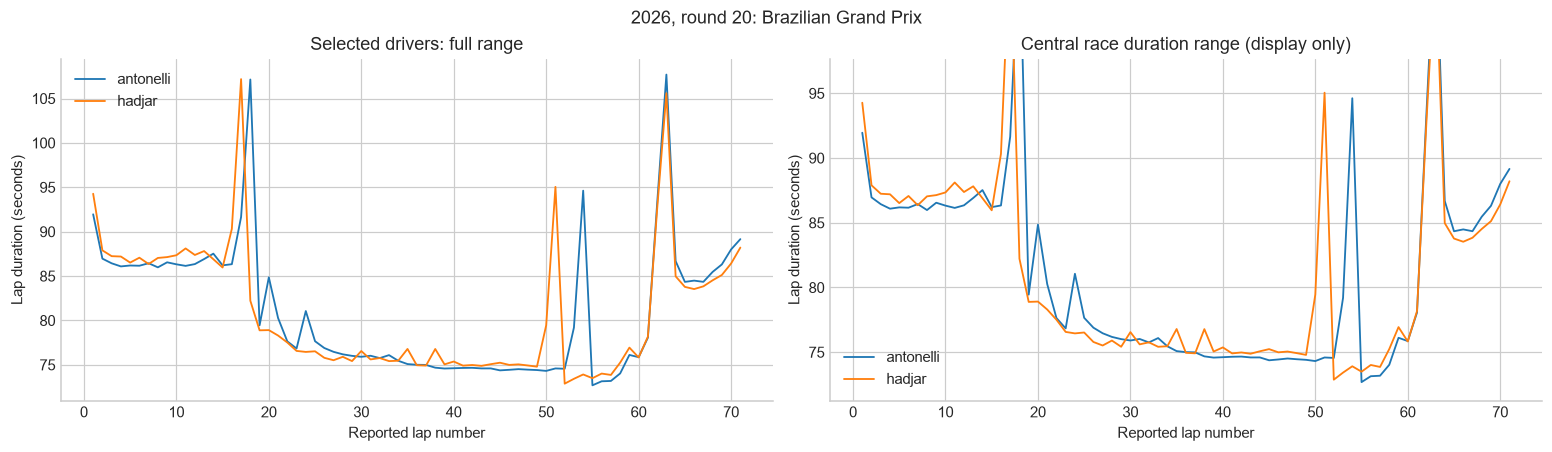 2026, round 20: Brazilian Grand Prix
Selected drivers: full range
antonelli
hadjar
Lap duration (seconds)
105
100
95
90
85
80
75
0 10 20 30 40 50 60 70
Reported lap number
Central race duration range (display only)
Lap duration (seconds)
95
90
85
80
75
antonelli
hadjar
0 10 20 30 40 50 60 70
Reported lap number